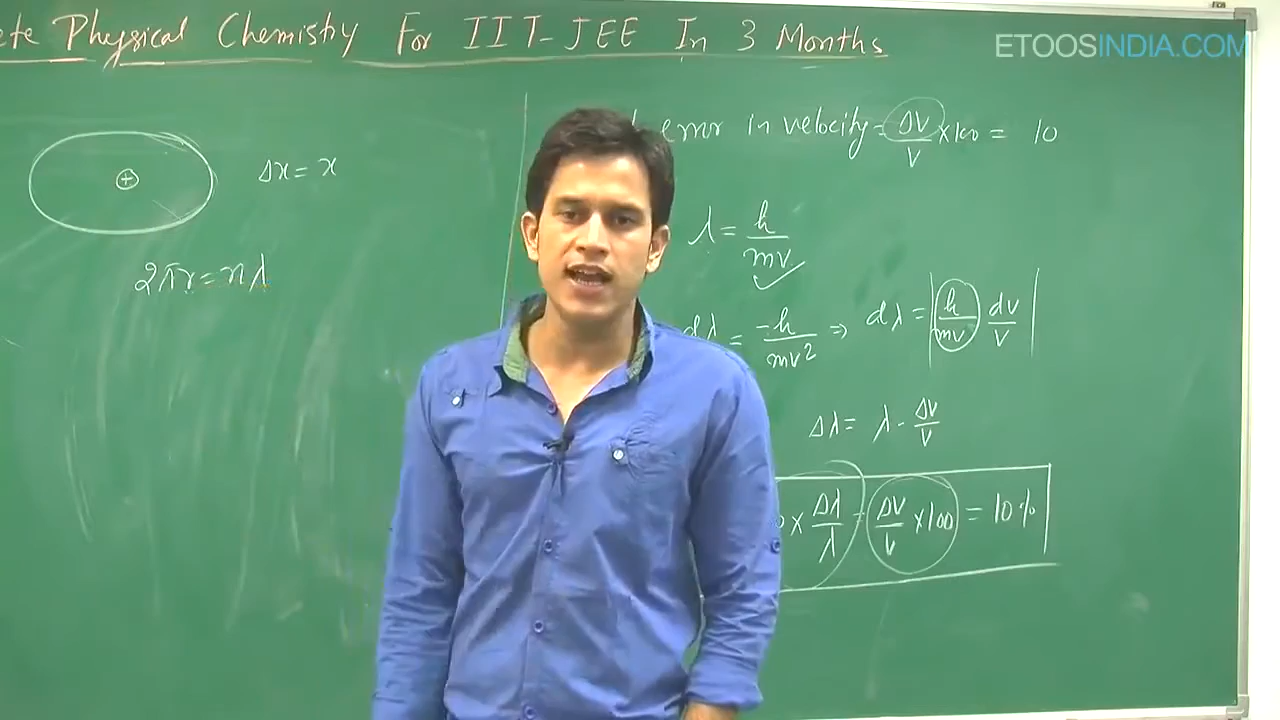 ete Physical Chemistry For IIT-JEE In 3 Months
ETOOSINDIA.COM
Δx = x
2πr = nλ
error in velocity = Δv/v × 100 = 10
λ = h/mv
dλ = -h/mv² ⇒ dλ = |h/mv dv/v|
Δλ = λ - Δv/v
0 × Δλ/λ = Δv/v × 100 = 10%